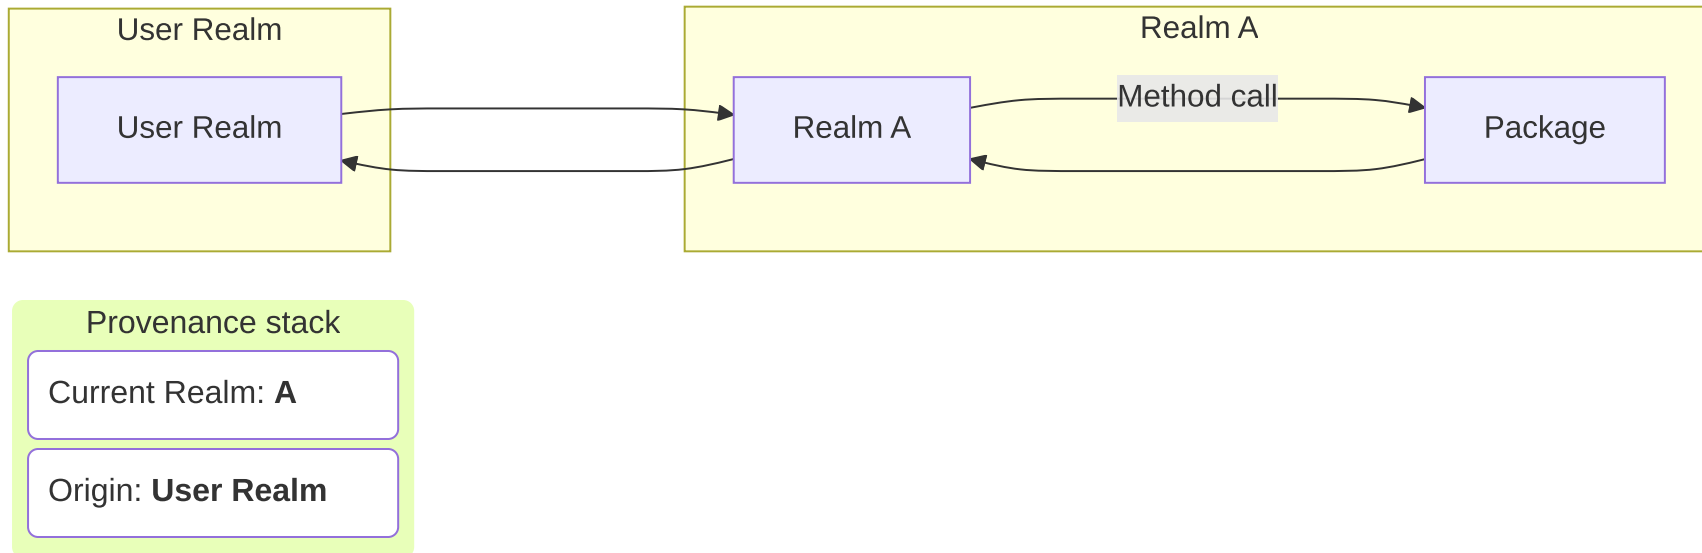 User Realm
Realm A
User Realm
Realm A
Method call
Package
Provenance stack
Current Realm: A
Origin: User Realm